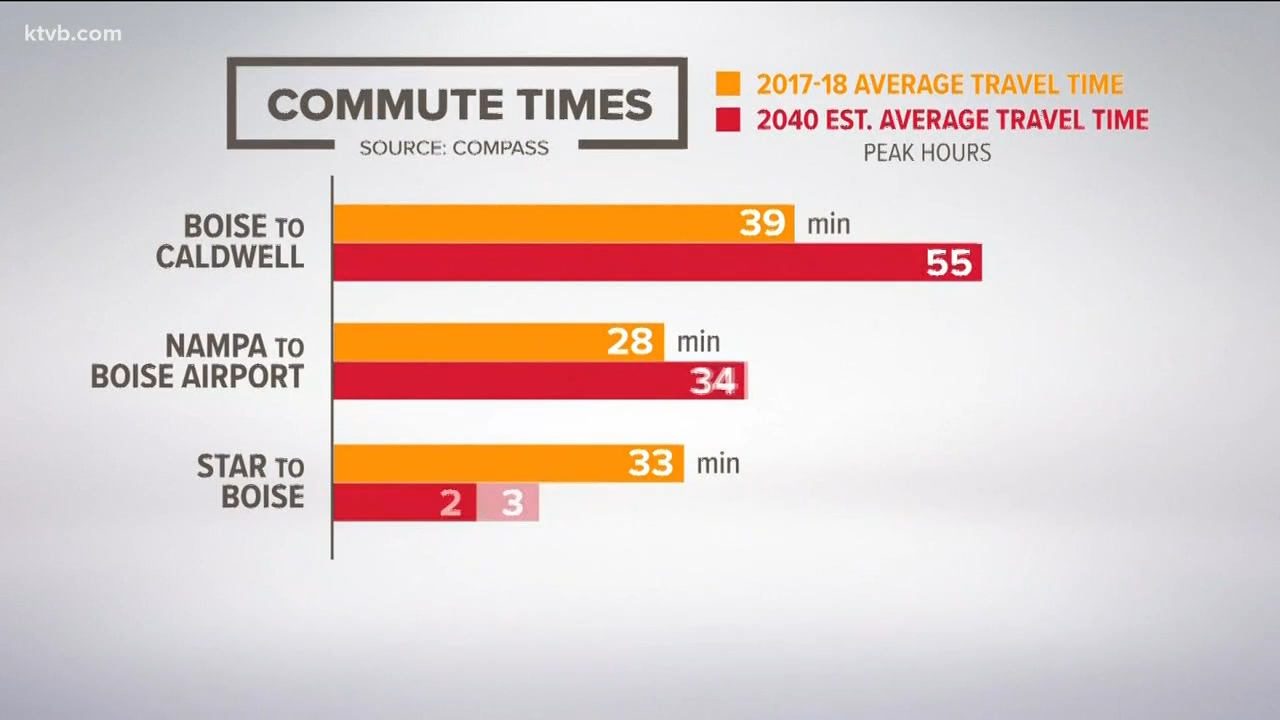 ktvb.com
COMMUTE TIMES
SOURCE: COMPASS
2017-18 AVERAGE TRAVEL TIME
2040 EST. AVERAGE TRAVEL TIME
PEAK HOURS
BOISE TO
CALDWELL
39 min
55
NAMPA TO
BOISE AIRPORT
28 min
34
STAR TO
BOISE
33 min
2 3